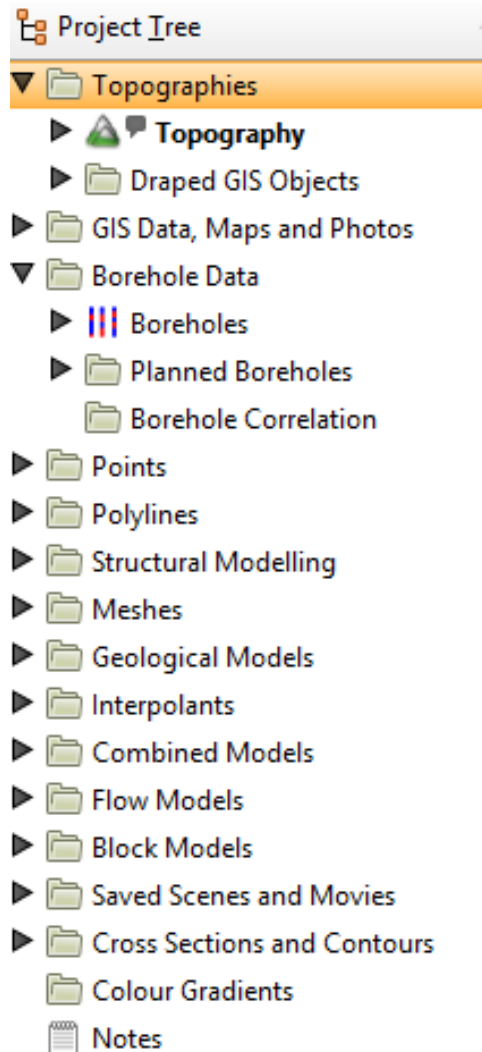 Project Tree
Topographies
Topography
Draped GIS Objects
GIS Data, Maps and Photos
Borehole Data
Boreholes
Planned Boreholes
Borehole Correlation
Points
Polylines
Structural Modelling
Meshes
Geological Models
Interpolants
Combined Models
Flow Models
Block Models
Saved Scenes and Movies
Cross Sections and Contours
Colour Gradients
Notes